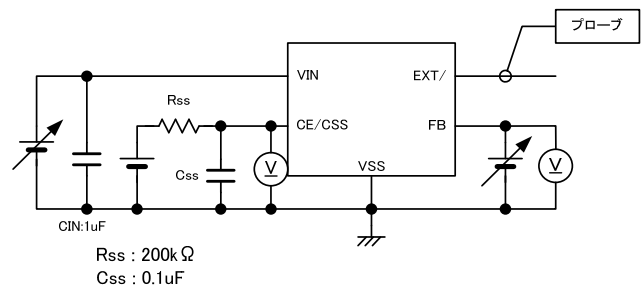 プローブ
VIN
EXT/
Rss
CE/CSS
FB
Css
V
VSS
V
CIN:1uF
Rss : 200kΩ
Css : 0.1uF